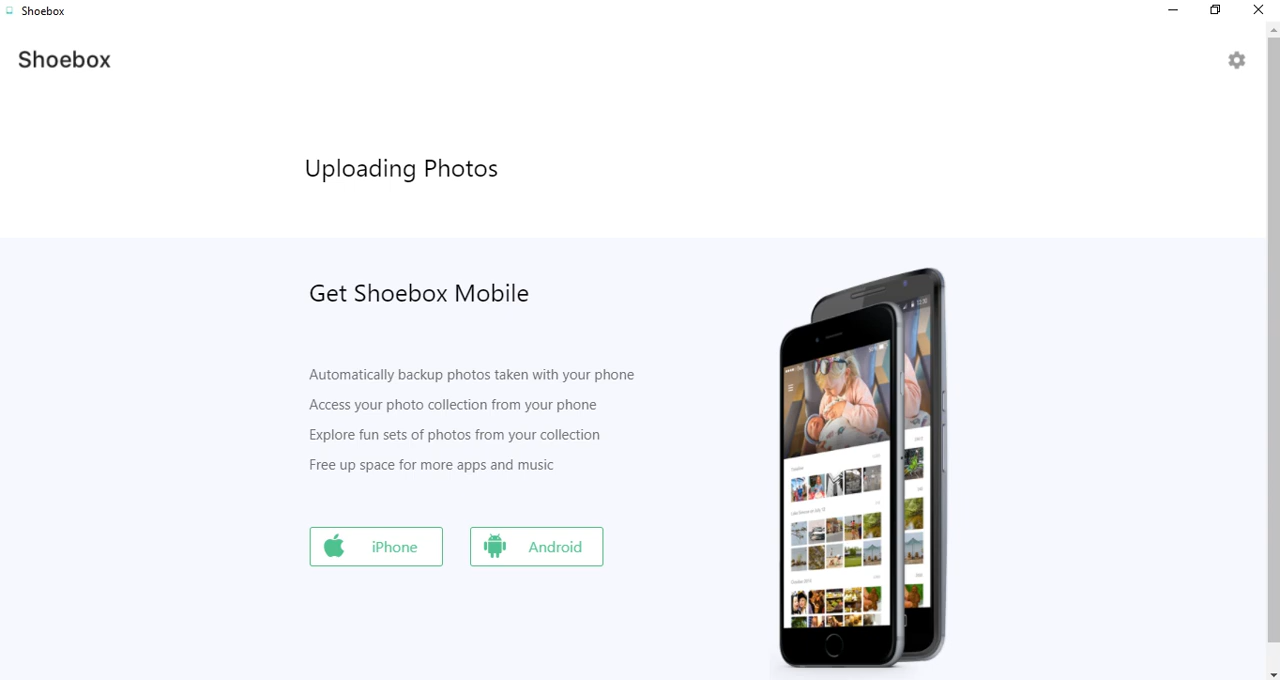 Shoebox
Shoebox
Uploading Photos
Get Shoebox Mobile
Automatically backup photos taken with your phone
Access your photo collection from your phone
Explore fun sets of photos from your collection
Free up space for more apps and music
iPhone
Android